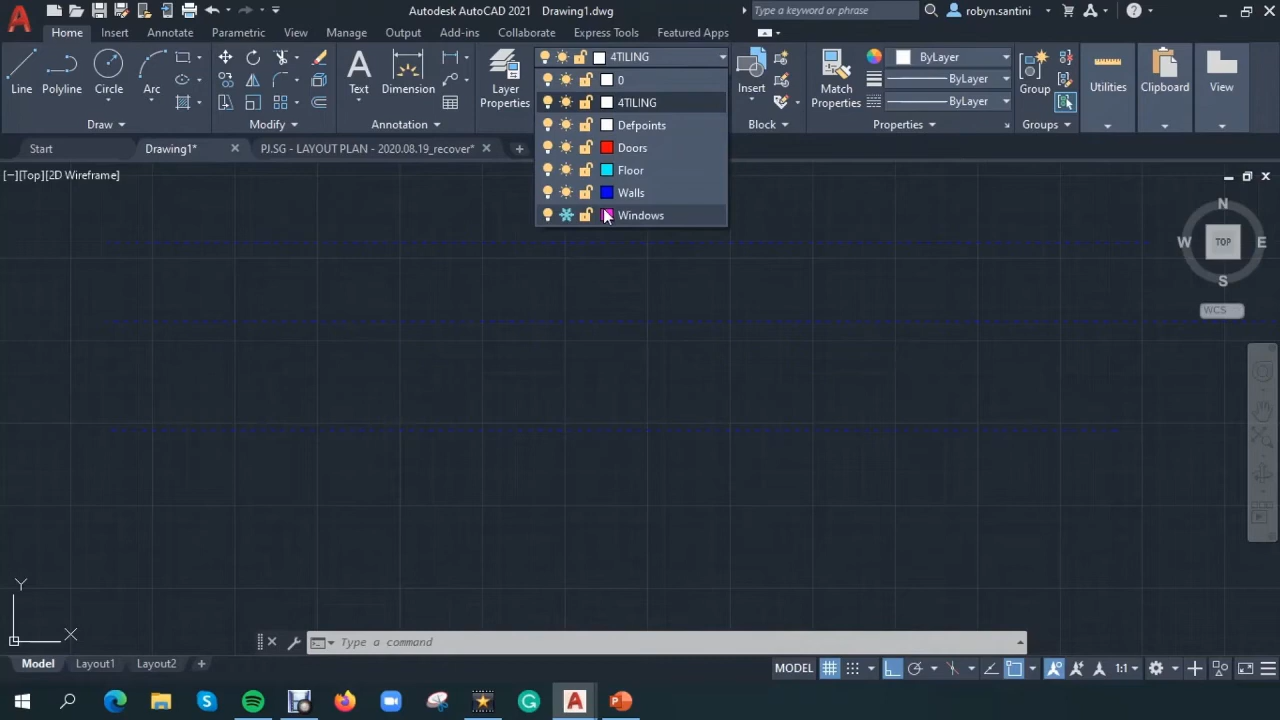 Autodesk AutoCAD 2021 Drawing1.dwg
Type a keyword or phrase
robyn.santini
Home Insert Annotate Parametric View Manage Output Add-ins Collaborate Express Tools Featured Apps
Line Polyline Circle Arc
Text Dimension
Layer Properties
4TILING
0
4TILING
Defpoints
Doors
Floor
Walls
Windows
Insert
Match Properties
ByLayer
ByLayer
ByLayer
Group
Utilities Clipboard View
Draw Modify Annotation Block Properties Groups
Start Drawing1* PJ.SG - LAYOUT PLAN - 2020.08.19_recover*
[−][Top][2D Wireframe]
N
W TOP E
S
WCS
Y
X
Type a command
Model Layout1 Layout2
MODEL 1:1